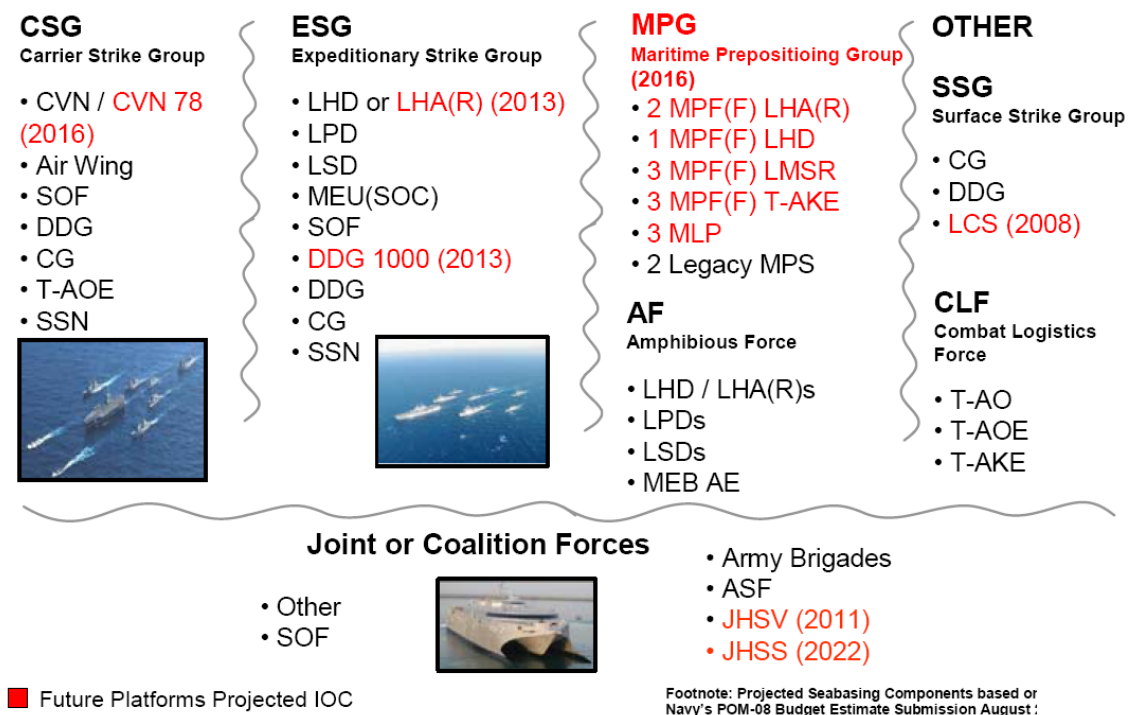 CSG
Carrier Strike Group
• CVN / CVN 78
(2016)
• Air Wing
• SOF
• DDG
• CG
• T-AOE
• SSN
ESG
Expeditionary Strike Group
• LHD or LHA(R) (2013)
• LPD
• LSD
• MEU(SOC)
• SOF
• DDG 1000 (2013)
• DDG
• CG
• SSN
MPG
Maritime Prepositioing Group
(2016)
• 2 MPF(F) LHA(R)
• 1 MPF(F) LHD
• 3 MPF(F) LMSR
• 3 MPF(F) T-AKE
• 3 MLP
• 2 Legacy MPS
AF
Amphibious Force
• LHD / LHA(R)s
• LPDs
• LSDs
• MEB AE
OTHER
SSG
Surface Strike Group
• CG
• DDG
• LCS (2008)
CLF
Combat Logistics
Force
• T-AO
• T-AOE
• T-AKE
Joint or Coalition Forces
• Other
• SOF
• Army Brigades
• ASF
• JHSV (2011)
• JHSS (2022)
Future Platforms Projected IOC
Footnote: Projected Seabasing Components based
Navy's POM-08 Budget Estimate Submission August